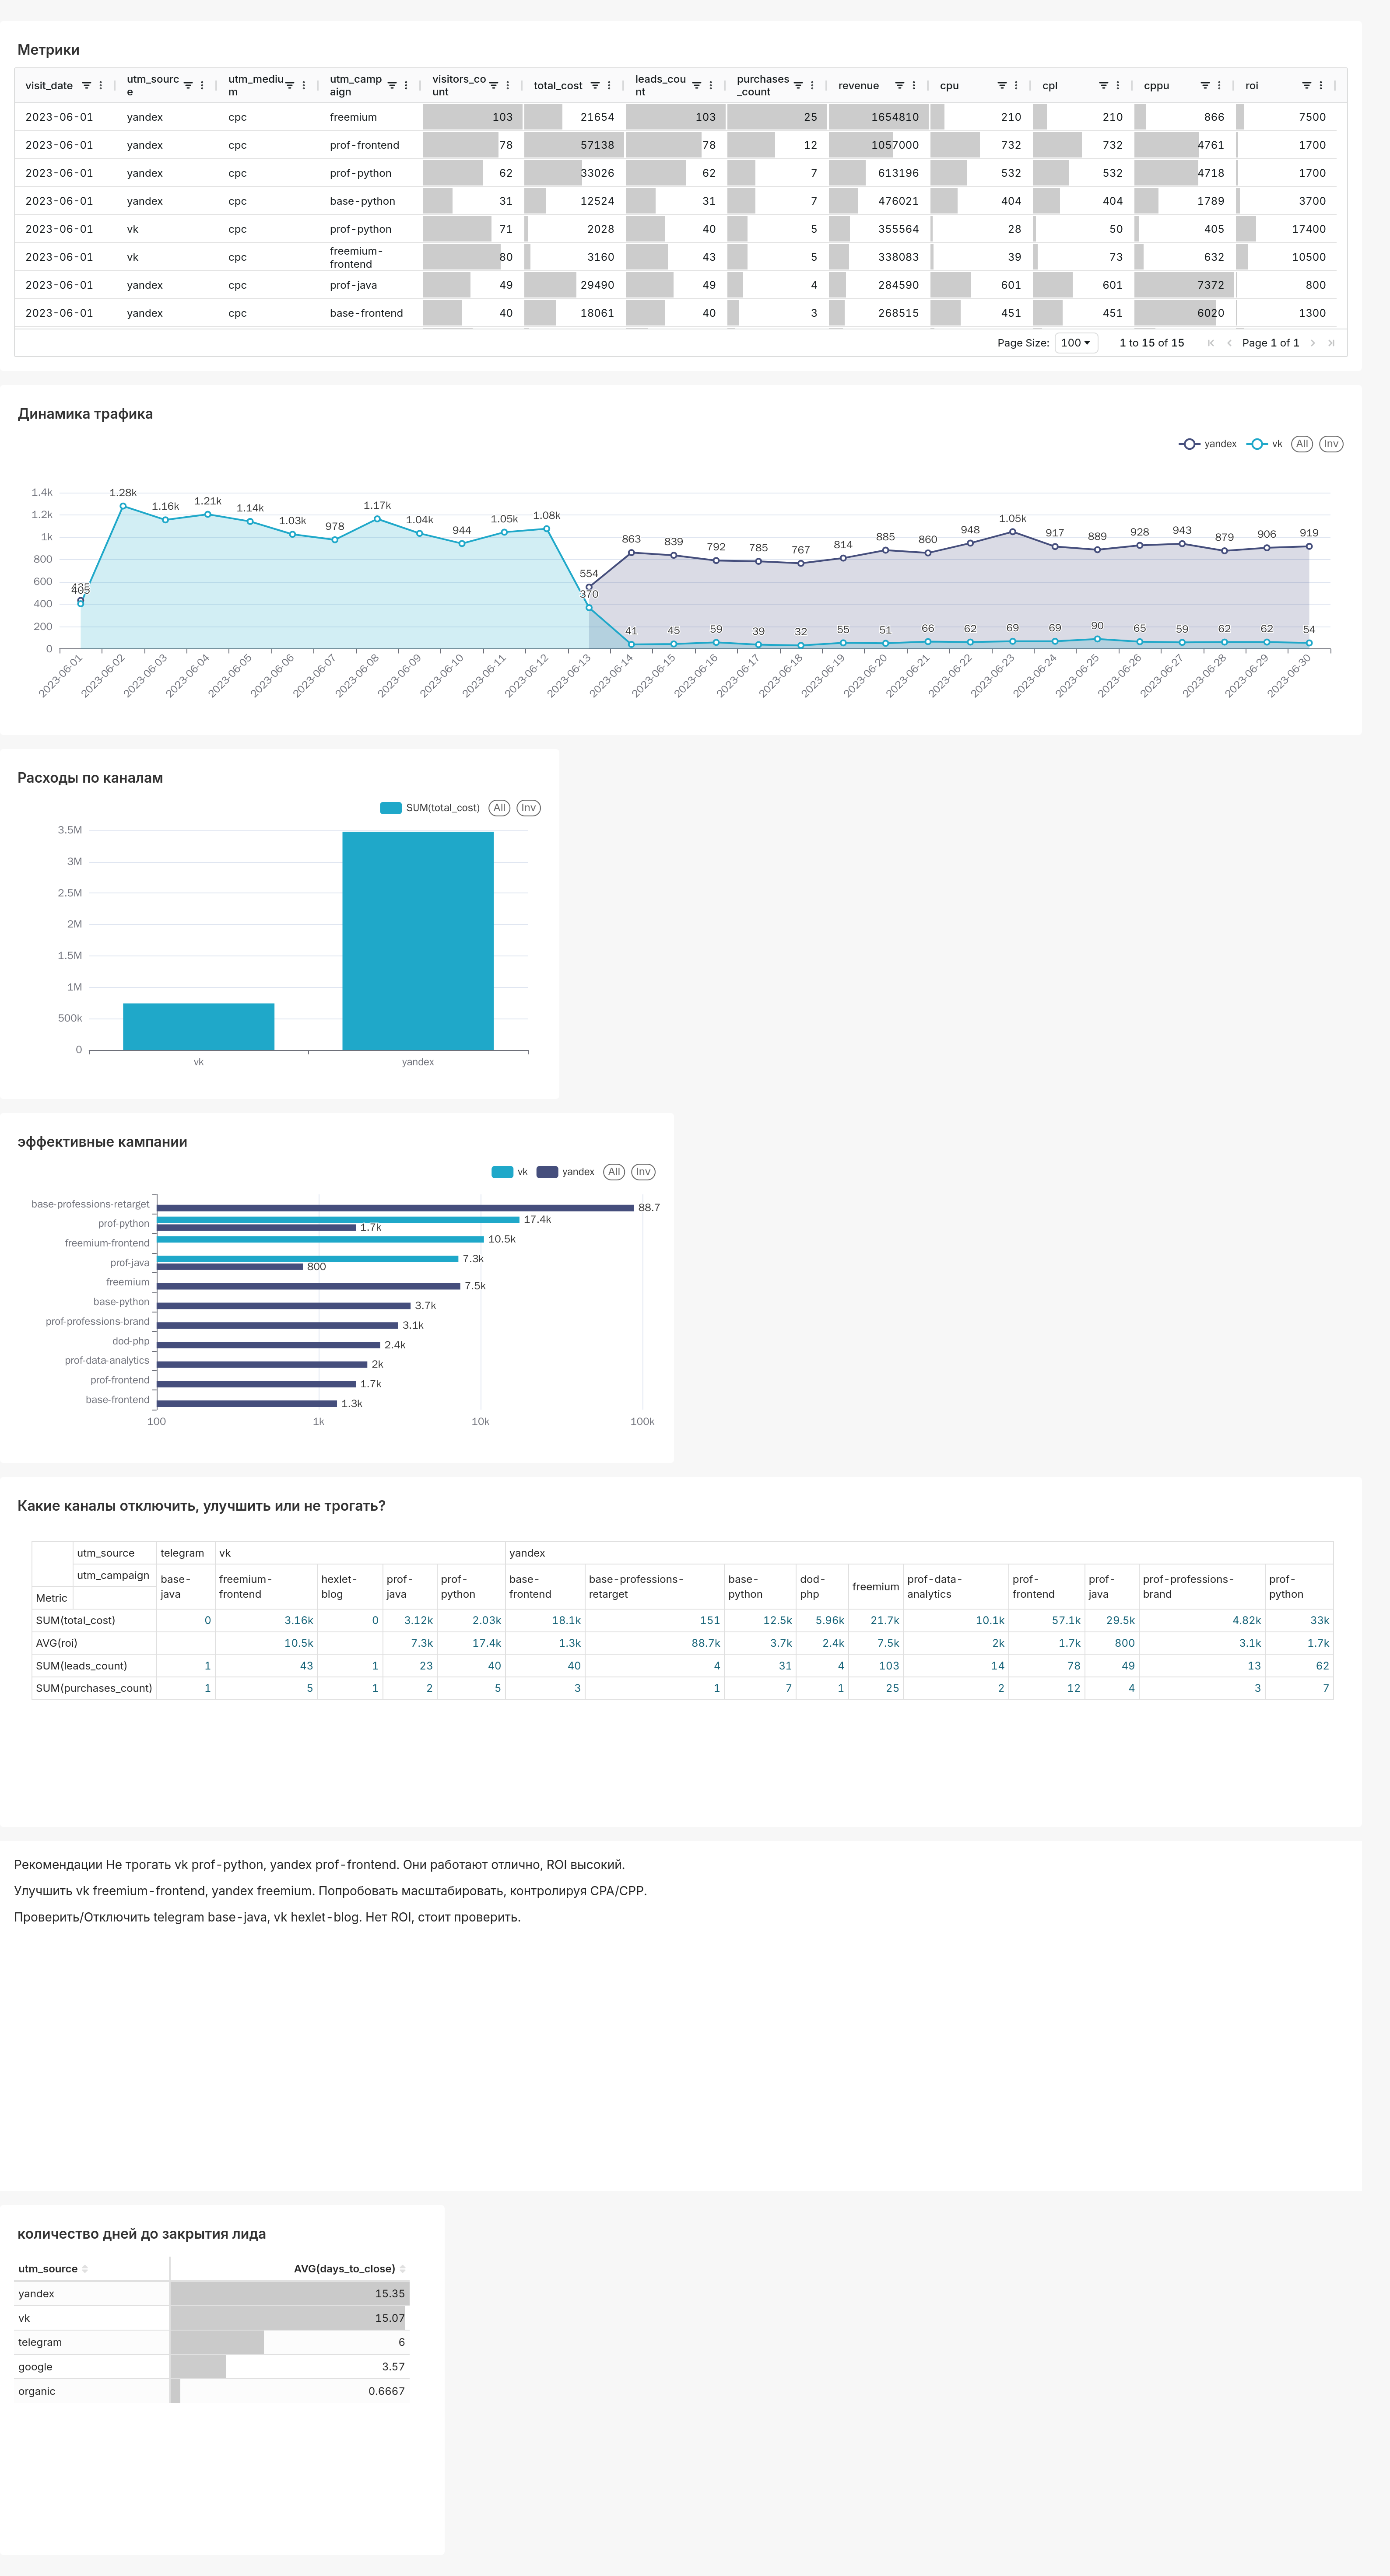 Метрики
visit_date utm_source utm_medium utm_campaign visitors_count total_cost leads_count purchases_count revenue cpu cpl cppu roi
2023-06-01 yandex cpc freemium 103 21654 103 25 1654810 210 210 866 7500
2023-06-01 yandex cpc prof-frontend 78 57138 78 12 1057000 732 732 4761 1700
2023-06-01 yandex cpc prof-python 62 33026 62 7 613196 532 532 4718 1700
2023-06-01 yandex cpc base-python 31 12524 31 7 476021 404 404 1789 3700
2023-06-01 vk cpc prof-python 71 2028 40 5 355564 28 50 405 17400
2023-06-01 vk cpc freemium-frontend 80 3160 43 5 338083 39 73 632 10500
2023-06-01 yandex cpc prof-java 49 29490 49 4 284590 601 601 7372 800
2023-06-01 yandex cpc base-frontend 40 18061 40 3 268515 451 451 6020 1300
Page Size: 100 1 to 15 of 15 Page 1 of 1
Динамика трафика
yandex vk All Inv
1.4k
1.2k
1k
800
600
400
200
0
405 1.28k 1.16k 1.21k 1.14k 1.03k 978 1.17k 1.04k 944 1.05k 1.08k
554 863 839 792 785 767 814 885 860 948 1.05k 917 889 928 943 879 906 919
370 41 45 59 39 32 55 51 66 62 69 69 90 65 59 62 62 54
2023-06-01 2023-06-02 2023-06-03 2023-06-04 2023-06-05 2023-06-06 2023-06-07 2023-06-08 2023-06-09 2023-06-10 2023-06-11 2023-06-12 2023-06-13 2023-06-14 2023-06-15 2023-06-16 2023-06-17 2023-06-18 2023-06-19 2023-06-20 2023-06-21 2023-06-22 2023-06-23 2023-06-24 2023-06-25 2023-06-26 2023-06-27 2023-06-28 2023-06-29 2023-06-30
Расходы по каналам
SUM(total_cost) All Inv
3.5M
3M
2.5M
2M
1.5M
1M
500k
0
vk yandex
эффективные кампании
vk yandex All Inv
base-professions-retarget 88.7
prof-python 17.4k 1.7k
freemium-frontend 10.5k
prof-java 7.3k 800
freemium 7.5k
base-python 3.7k
prof-professions-brand 3.1k
dod-php 2.4k
prof-data-analytics 2k
prof-frontend 1.7k
base-frontend 1.3k
100 1k 10k 100k
Какие каналы отключить, улучшить или не трогать?
utm_source telegram vk yandex
utm_campaign base-java freemium-frontend hexlet-blog prof-java prof-python base-frontend base-professions-retarget base-python dod-php freemium prof-data-analytics prof-frontend prof-java prof-professions-brand prof-python
Metric
SUM(total_cost) 0 3.16k 0 3.12k 2.03k 18.1k 151 12.5k 5.96k 21.7k 10.1k 57.1k 29.5k 4.82k 33k
AVG(roi) 10.5k 7.3k 17.4k 1.3k 88.7k 3.7k 2.4k 7.5k 2k 1.7k 800 3.1k 1.7k
SUM(leads_count) 1 43 1 23 40 40 4 31 4 103 14 78 49 13 62
SUM(purchases_count) 1 5 1 2 5 3 1 7 1 25 2 12 4 3 7
Рекомендации Не трогать vk prof-python, yandex prof-frontend. Они работают отлично, ROI высокий.
Улучшить vk freemium-frontend, yandex freemium. Попробовать масштабировать, контролируя CPA/CPP.
Проверить/Отключить telegram base-java, vk hexlet-blog. Нет ROI, стоит проверить.
количество дней до закрытия лида
utm_source AVG(days_to_close)
yandex 15.35
vk 15.07
telegram 6
google 3.57
organic 0.6667